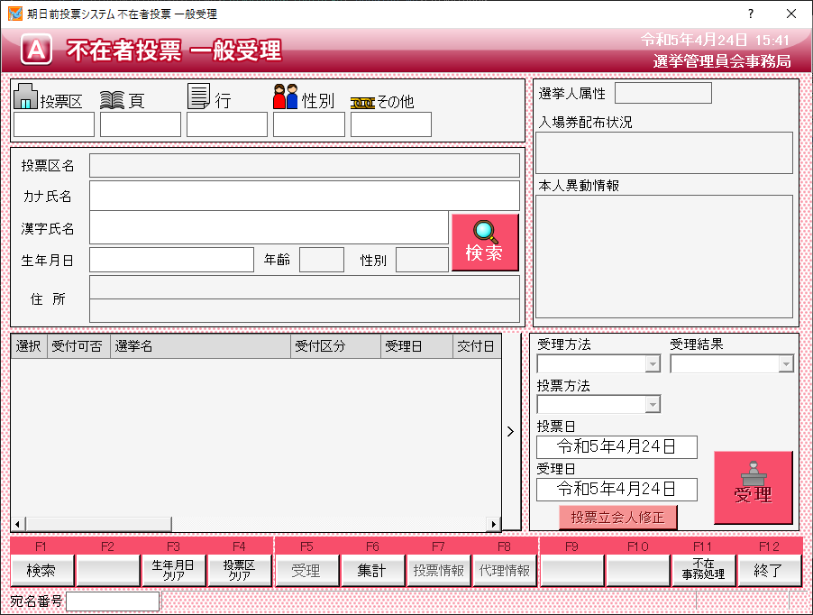 期日前投票システム 不在者投票 一般受理
? ×
A 不在者投票 一般受理
令和5年4月24日 15:41
選挙管理員会事務局
投票区 頁 行 性別 その他
選挙人属性
入場券配布状況
本人異動情報
投票区名
カナ氏名
漢字氏名
検索
生年月日 年齢 性別
住 所
選択 受付可否 選挙名 受付区分 受理日 交付日
>
受理方法 受理結果
投票方法
投票日
令和5年4月24日
受理日
令和5年4月24日
受理
投票立会人修正
F1 F2 F3 F4 F5 F6 F7 F8 F9 F10 F11 F12
検索 生年月日クリア 投票区クリア 受理 集計 投票情報 代理情報 不在事務処理 終了
宛名番号